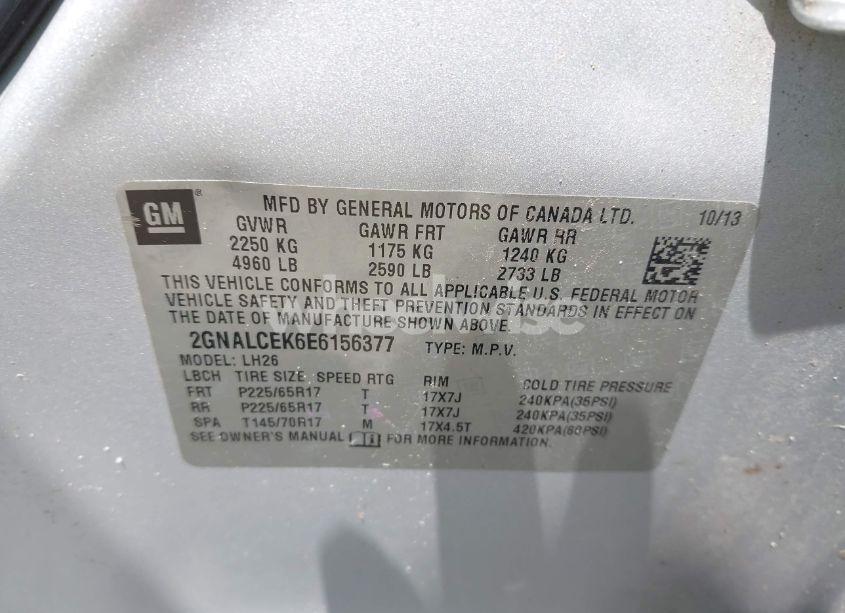 GM
MFD BY GENERAL MOTORS OF CANADA LTD. 10/13
GVWR GAWR FRT GAWR RR
2250 KG 1175 KG 1240 KG
4960 LB 2590 LB 2733 LB
THIS VEHICLE CONFORMS TO ALL APPLICABLE U.S. FEDERAL MOTOR
VEHICLE SAFETY AND THEFT PREVENTION STANDARDS IN EFFECT ON
THE DATE OF MANUFACTURE SHOWN ABOVE.
2GNALCEK6E6156377 TYPE: M.P.V.
MODEL: LH26
LBCH TIRE SIZE SPEED RTG RIM COLD TIRE PRESSURE
FRT P225/65R17 T 17X7J 240KPA(35PSI)
RR P225/65R17 T 17X7J 240KPA(35PSI)
SPA T145/70R17 M 17X4.5T 420KPA(60PSI)
SEE OWNER'S MANUAL FOR MORE INFORMATION.